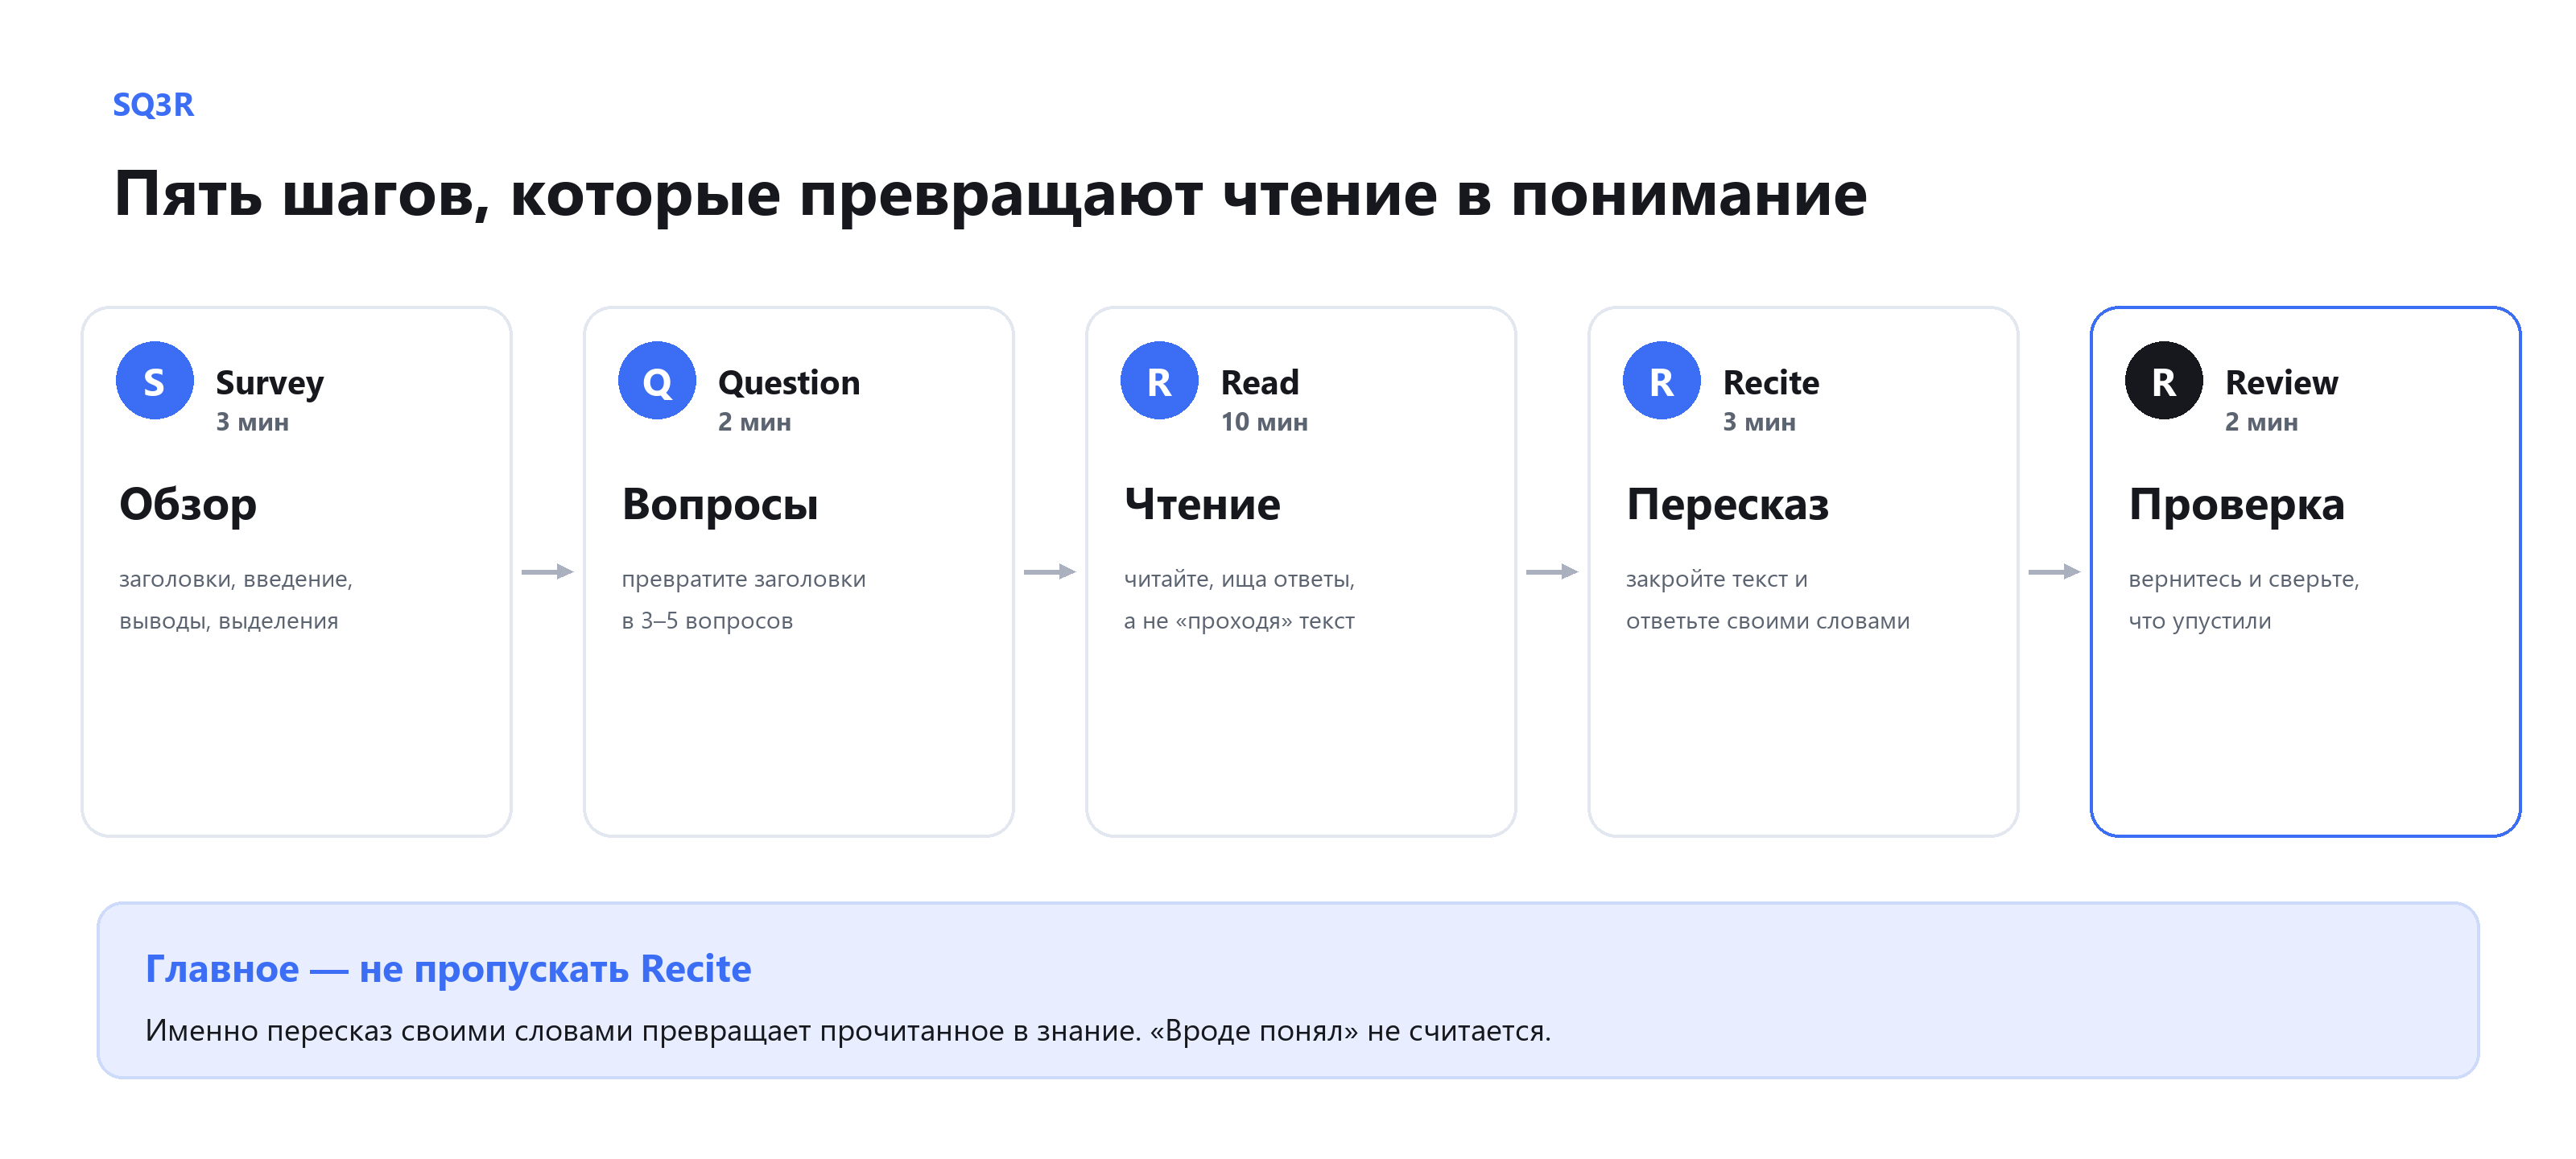 SQ3R
Пять шагов, которые превращают чтение в понимание
S
Survey
3 мин
Обзор
заголовки, введение,
выводы, выделения
Q
Question
2 мин
Вопросы
превратите заголовки
в 3–5 вопросов
R
Read
10 мин
Чтение
читайте, ища ответы,
а не «проходя» текст
R
Recite
3 мин
Пересказ
закройте текст и
ответьте своими словами
R
Review
2 мин
Проверка
вернитесь и сверьте,
что упустили
Главное — не пропускать Recite
Именно пересказ своими словами превращает прочитанное в знание. «Вроде понял» не считается.